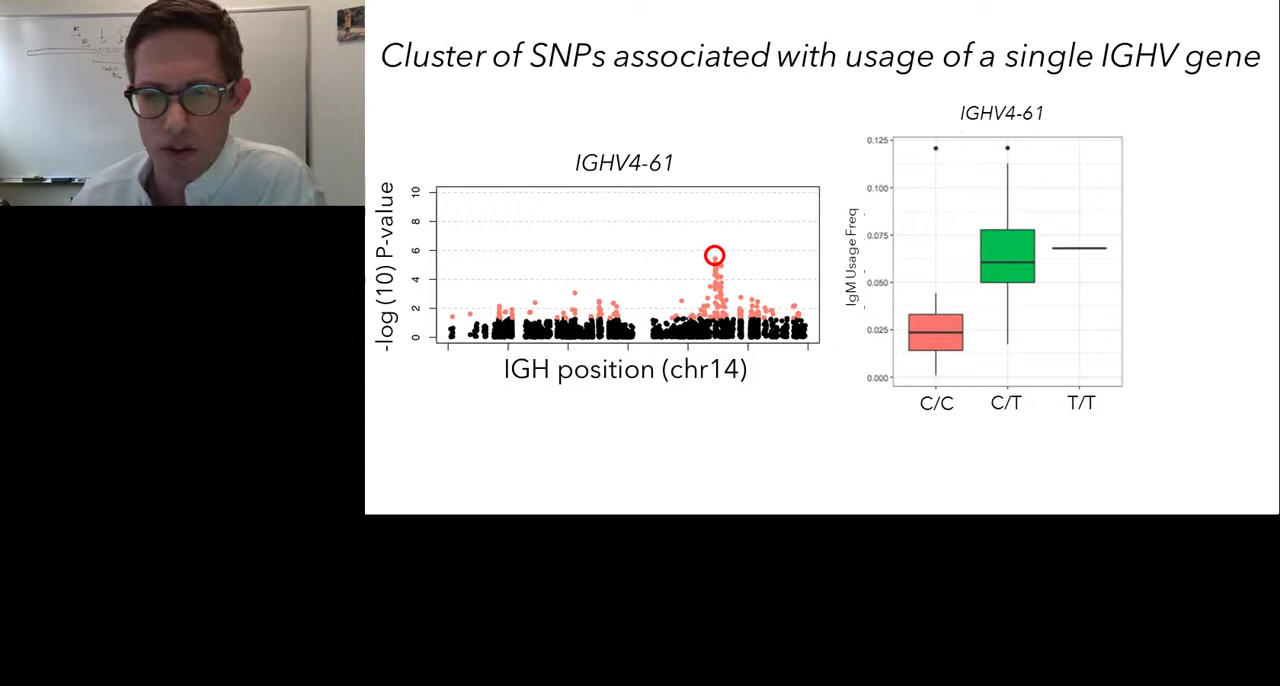 Cluster of SNPs associated with usage of a single IGHV gene
IGHV4-61
-log (10) P-value
10
8
6
4
2
0
IGH position (chr14)
IGHV4-61
IgM Usage Freq
0.125
0.100
0.075
0.050
0.025
0.000
C/C C/T T/T